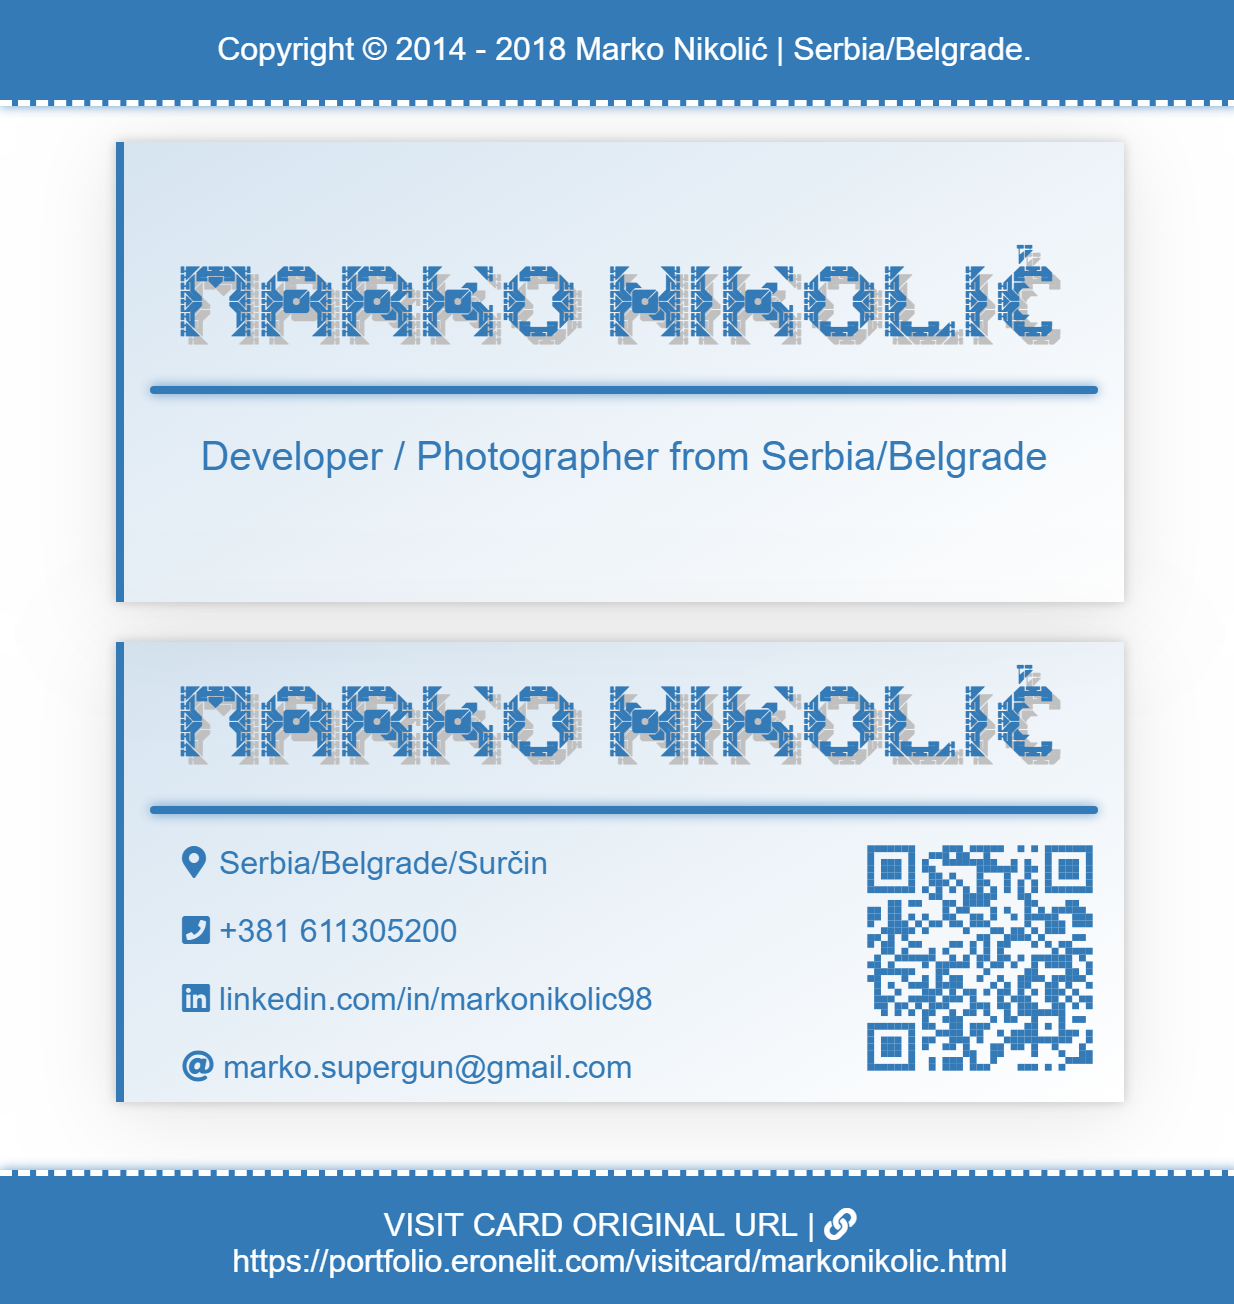 Copyright © 2014 - 2018 Marko Nikolić | Serbia/Belgrade.
MARKO NIKOLIĆ
Developer / Photographer from Serbia/Belgrade
MARKO NIKOLIĆ
Serbia/Belgrade/Surčin
+381 611305200
linkedin.com/in/markonikolic98
@ marko.supergun@gmail.com
VISIT CARD ORIGINAL URL |
https://portfolio.eronelit.com/visitcard/markonikolic.html